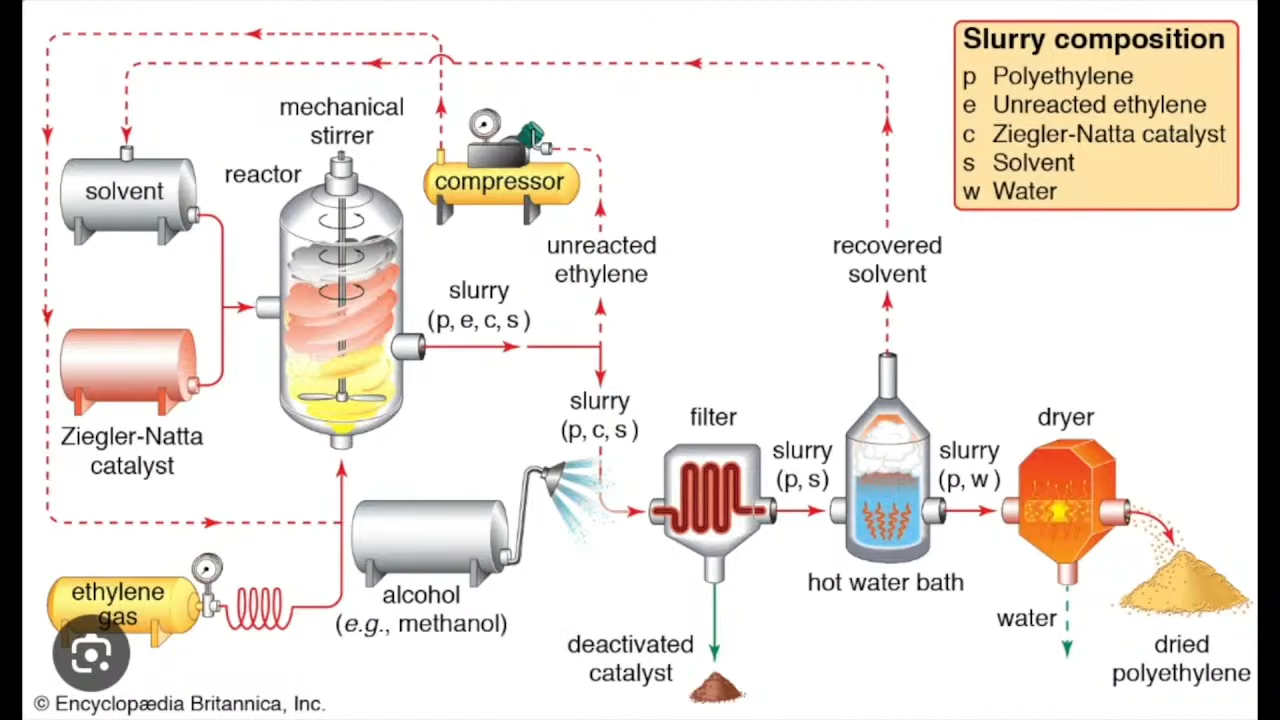 Slurry composition
p Polyethylene
e Unreacted ethylene
c Ziegler-Natta catalyst
s Solvent
w Water
mechanical
stirrer
reactor
solvent
compressor
unreacted
ethylene
recovered
solvent
slurry
(p, e, c, s)
Ziegler-Natta
catalyst
slurry
(p, c, s)
filter
slurry
(p, s)
slurry
(p, w)
dryer
hot water bath
ethylene
gas
alcohol
(e.g., methanol)
deactivated
catalyst
water
dried
polyethylene
© Encyclopædia Britannica, Inc.